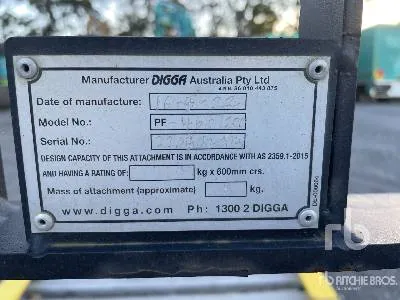 Manufacturer DIGGA Australia Pty Ltd
Date of manufacture:
Model No.: PF
Serial No.:
DESIGN CAPACITY OF THIS ATTACHMENT IS IN ACCORDANCE WITH AS 2359.1-2015
AND HAVING A RATING OF: kg x 600mm crs.
Mass of attachment (approximate) kg.
www.digga.com Ph: 1300 2 DIGGA
rb
RITCHIE BROS.